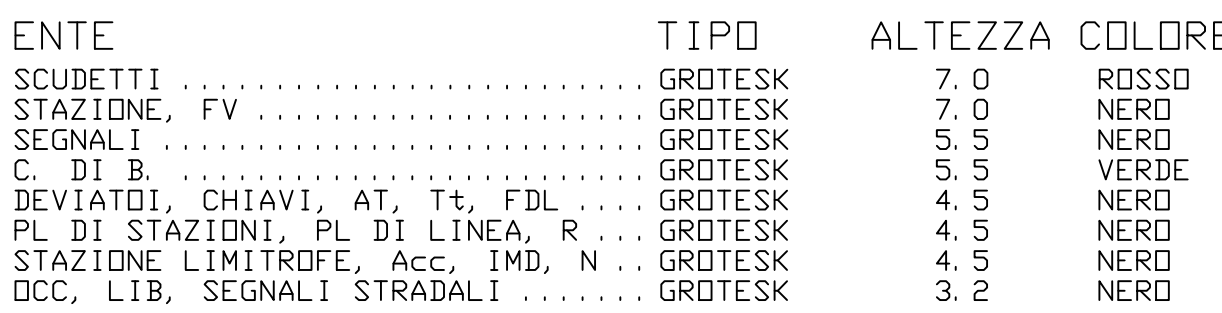 ENTE TIPO ALTEZZA COLORE
SCUDETTI ......................... GROTESK 7.0 ROSSO
STAZIONE, FV ..................... GROTESK 7.0 NERO
SEGNALI .......................... GROTESK 5.5 NERO
C. DI B. ......................... GROTESK 5.5 VERDE
DEVIATOI, CHIAVI, AT, Tt, FDL .... GROTESK 4.5 NERO
PL DI STAZIONI, PL DI LINEA, R ... GROTESK 4.5 NERO
STAZIONE LIMITROFE, Acc, IMD, N .. GROTESK 4.5 NERO
OCC, LIB, SEGNALI STRADALI ....... GROTESK 3.2 NERO